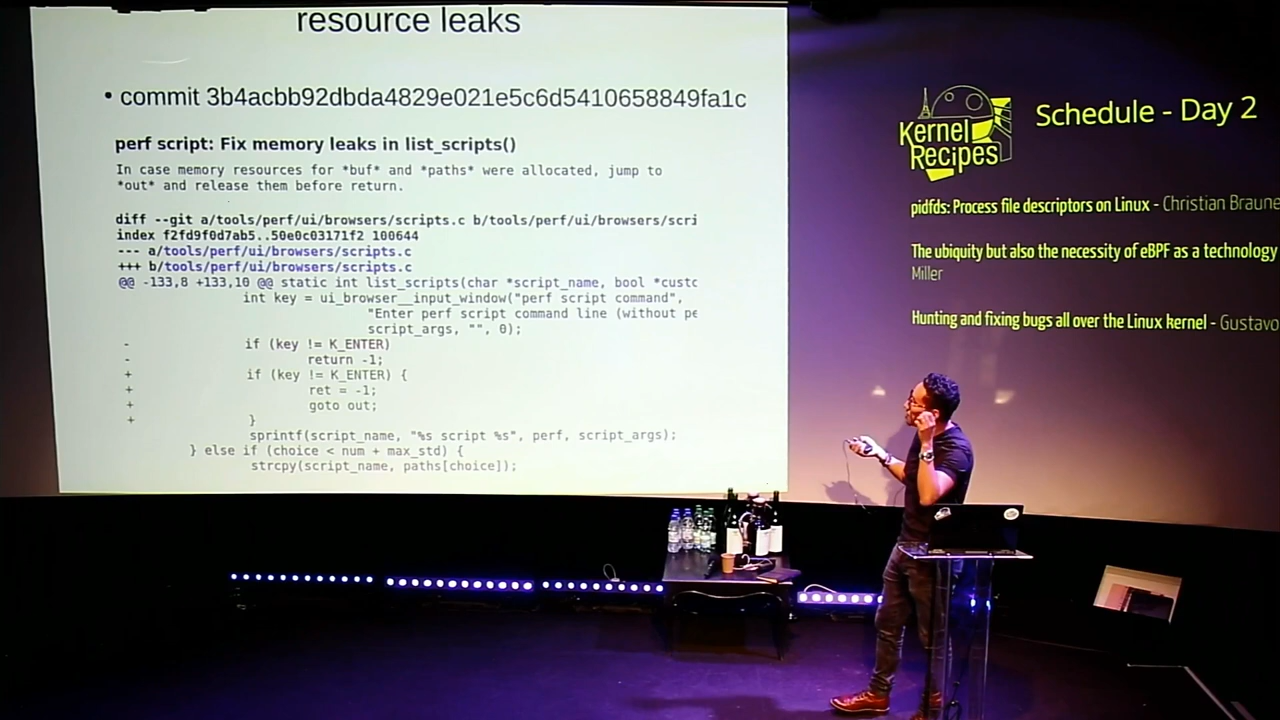 resource leaks
• commit 3b4acbb92dbda4829e021e5c6d5410658849fa1c
perf script: Fix memory leaks in list_scripts()
In case memory resources for *buf* and *paths* were allocated, jump to
*out* and release them before return.
diff --git a/tools/perf/ui/browsers/scripts.c b/tools/perf/ui/browsers/scri
index f2fd9f0d7ab5..50e0c03171f2 100644
--- a/tools/perf/ui/browsers/scripts.c
+++ b/tools/perf/ui/browsers/scripts.c
@@ -133,8 +133,10 @@ static int list_scripts(char *script_name, bool *custc
int key = ui_browser__input_window("perf script command",
"Enter perf script command line (without pe
script_args, "", 0);
- if (key != K_ENTER)
- return -1;
+ if (key != K_ENTER) {
+ ret = -1;
+ goto out;
+ }
sprintf(script_name, "%s script %s", perf, script_args);
} else if (choice < num + max_std) {
strcpy(script_name, paths[choice]);
Kernel
Recipes
Schedule - Day 2
pidfds: Process file descriptors on Linux - Christian Braune
The ubiquity but also the necessity of eBPF as a technology
Miller
Hunting and fixing bugs all over the Linux kernel - Gustavo